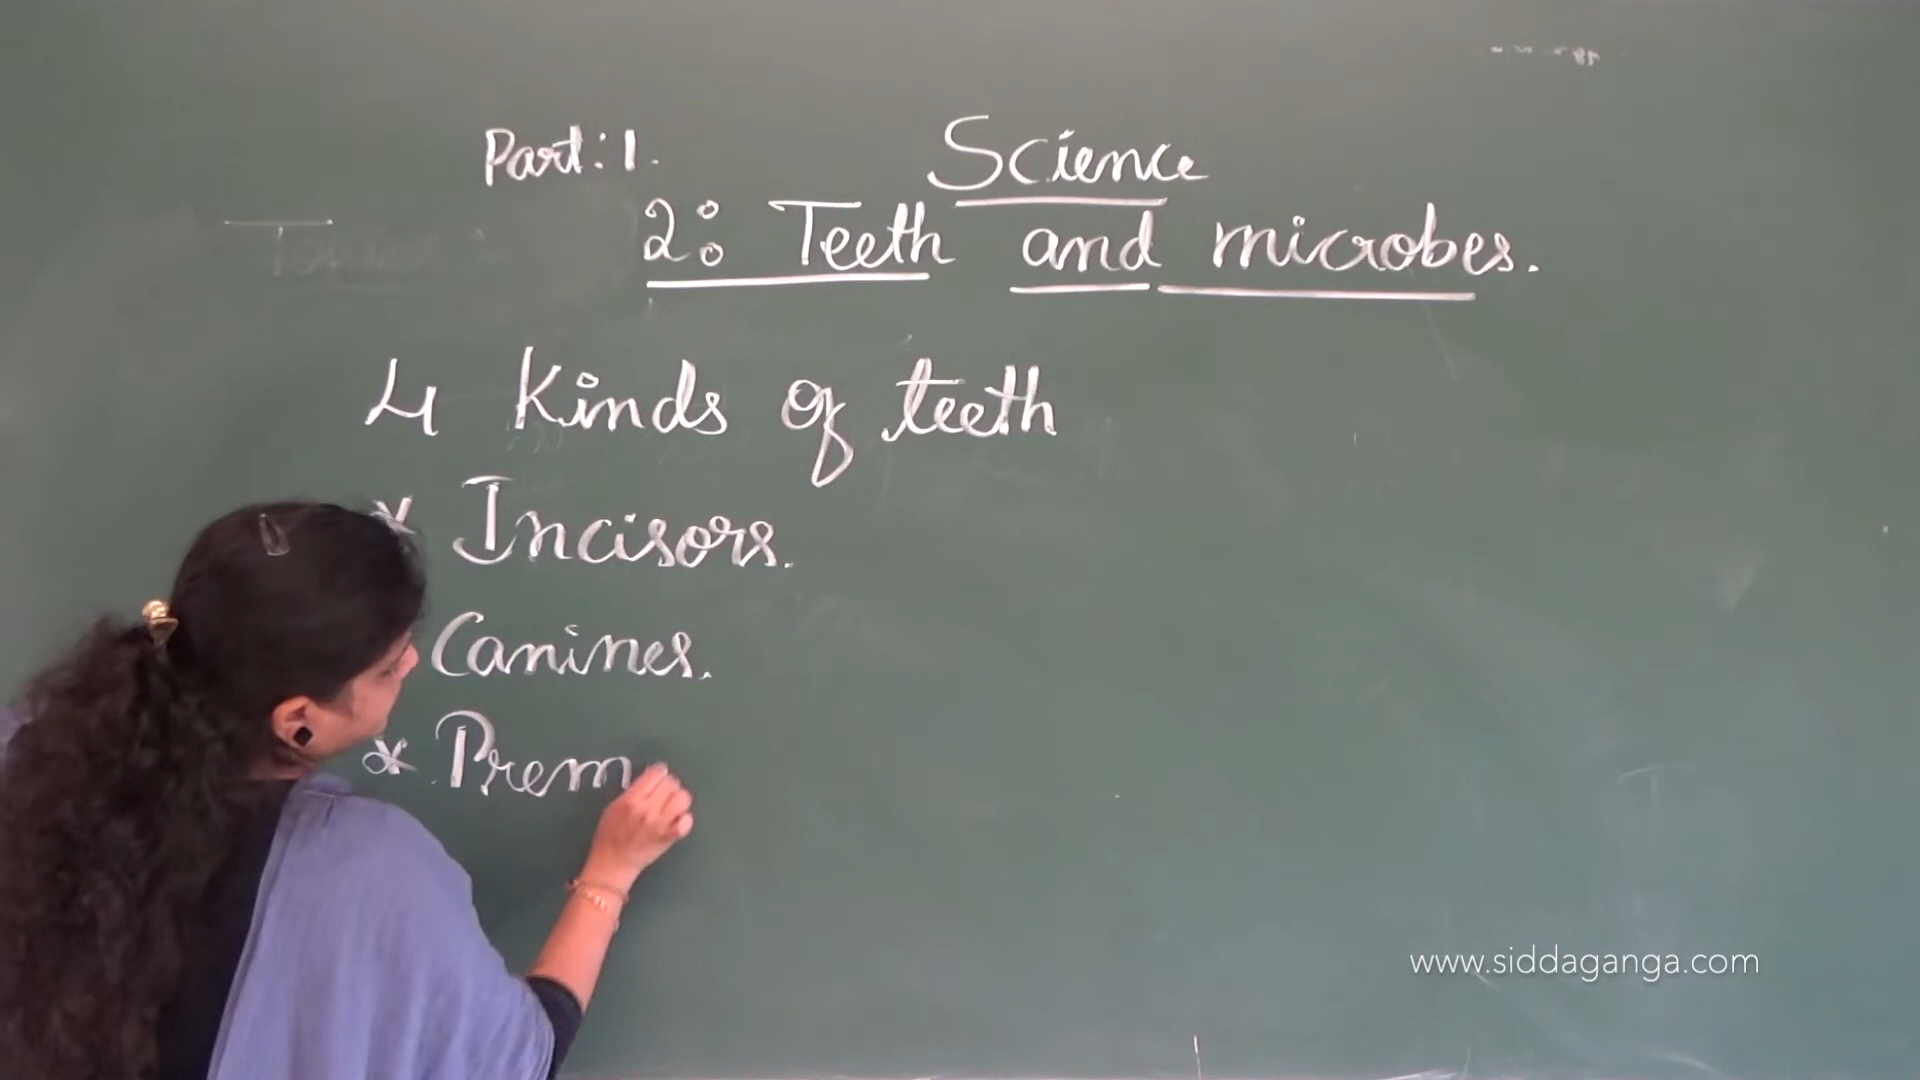 Part: 1.
Science
2: Teeth and microbes.
4 Kinds of teeth
* Incisors.
Canines.
* Prem
www.siddaganga.com